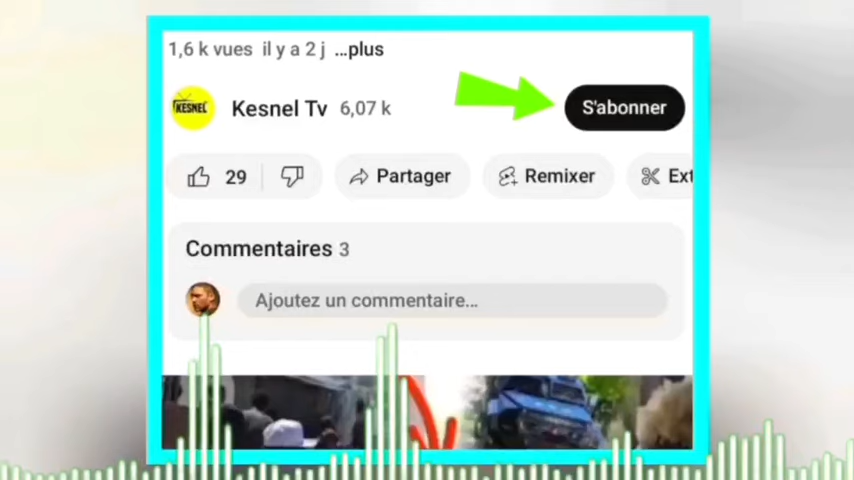 1,6 k vues il y a 2 j ...plus
KESNEL
Kesnel Tv 6,07 k
S'abonner
29
Partager
Remixer
Ext
Commentaires 3
Ajoutez un commentaire...